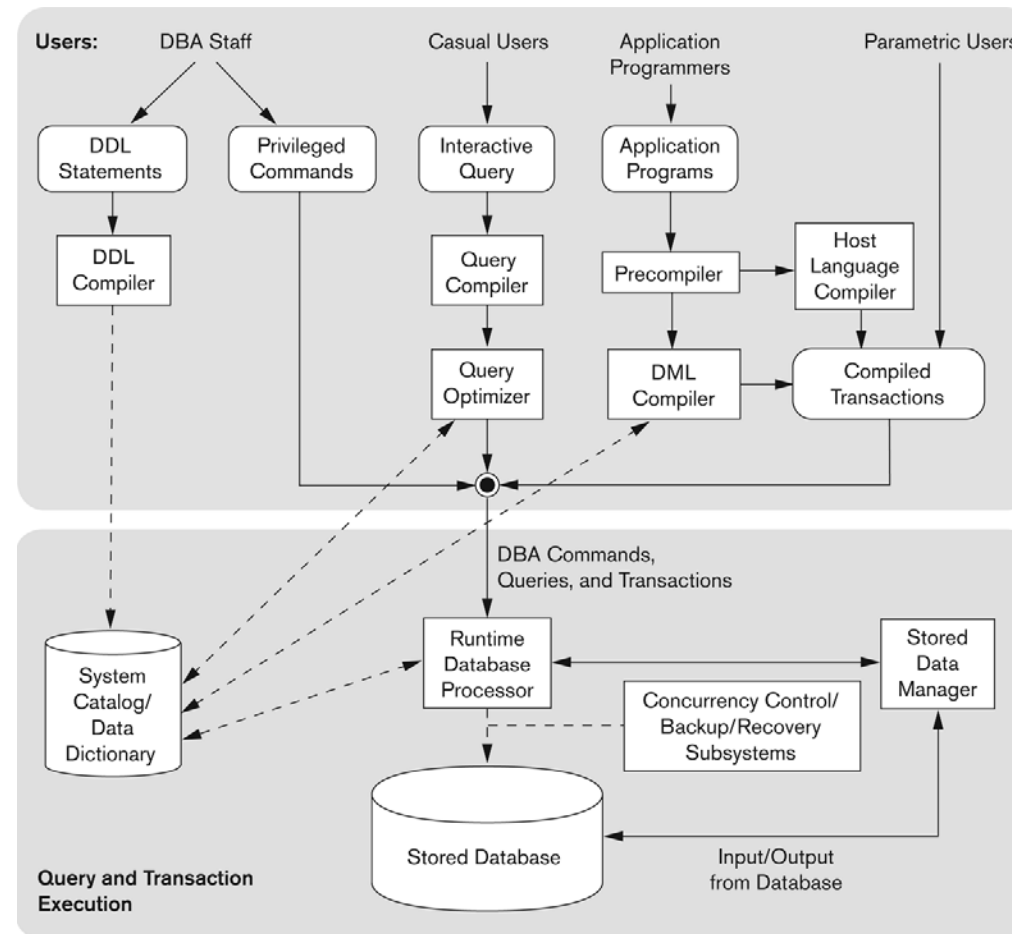 Users:
DBA Staff
Casual Users
Application
Programmers
Parametric Users
DDL
Statements
Privileged
Commands
Interactive
Query
Application
Programs
DDL
Compiler
Query
Compiler
Precompiler
Host
Language
Compiler
Query
Optimizer
DML
Compiler
Compiled
Transactions
DBA Commands,
Queries, and Transactions
System
Catalog/
Data
Dictionary
Runtime
Database
Processor
Stored
Data
Manager
Concurrency Control/
Backup/Recovery
Subsystems
Stored Database
Input/Output
from Database
Query and Transaction
Execution